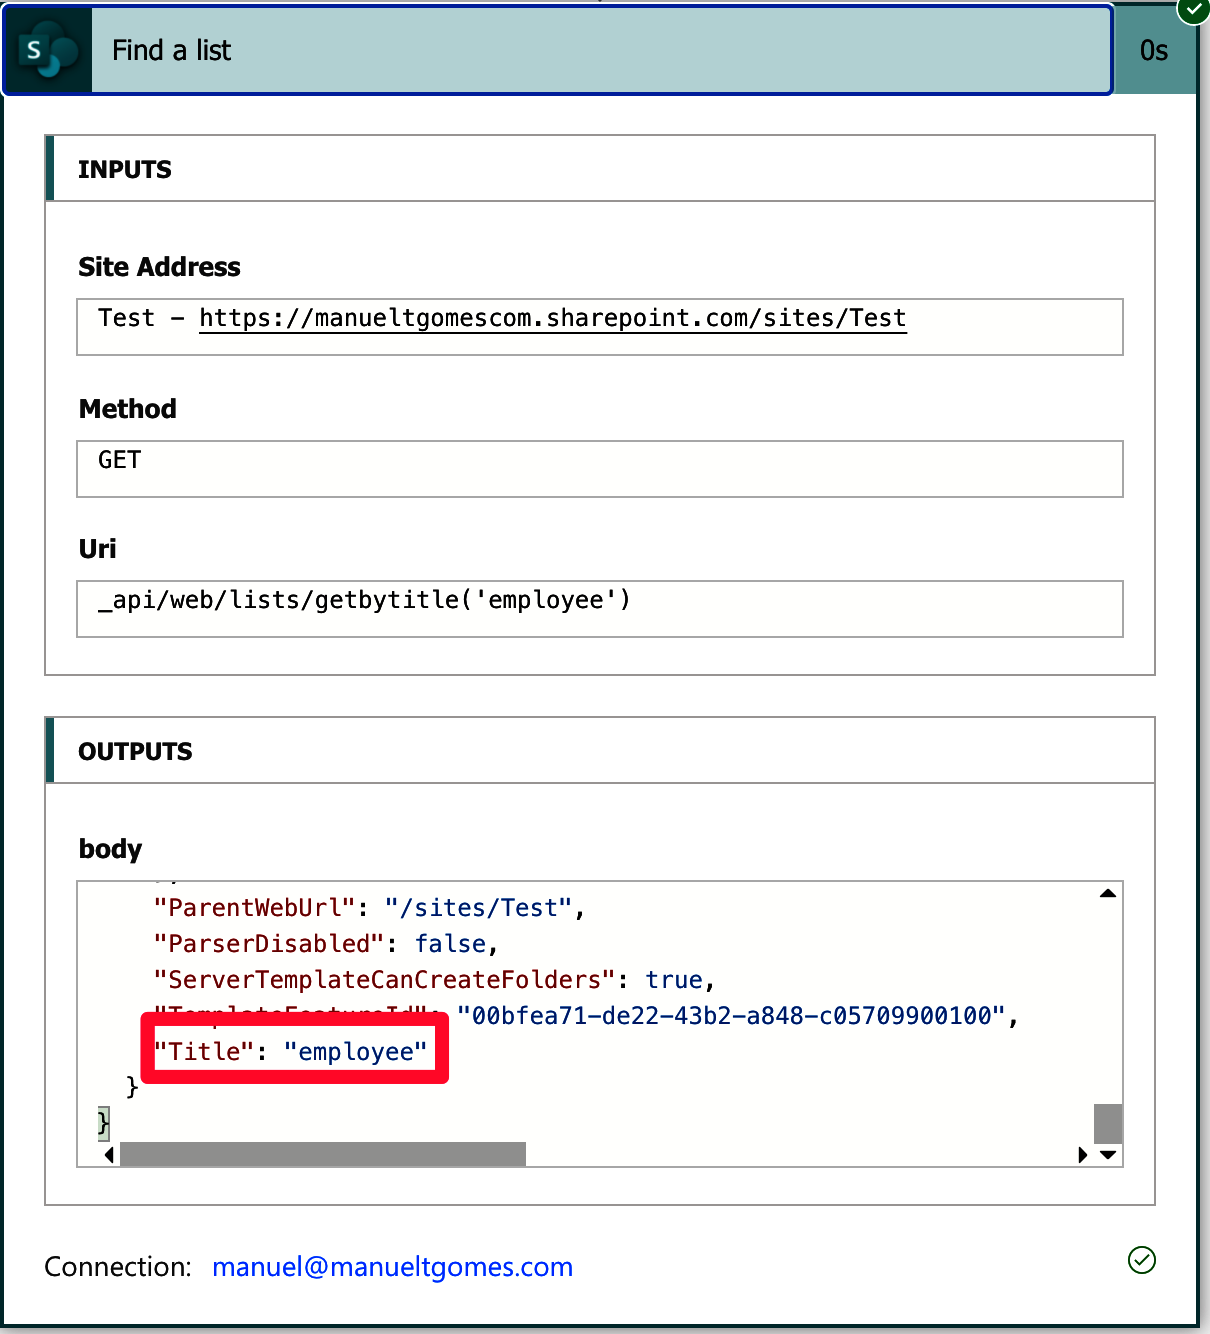 S
Find a list
0s
INPUTS
Site Address
Test - https://manueltgomescom.sharepoint.com/sites/Test
Method
GET
Uri
_api/web/lists/getbytitle('employee')
OUTPUTS
body
"ParentWebUrl": "/sites/Test",
"ParserDisabled": false,
"ServerTemplateCanCreateFolders": true,
"TemplateFeatureId": "00bfea71-de22-43b2-a848-c05709900100",
"Title": "employee"
}
}
Connection: manuel@manueltgomes.com